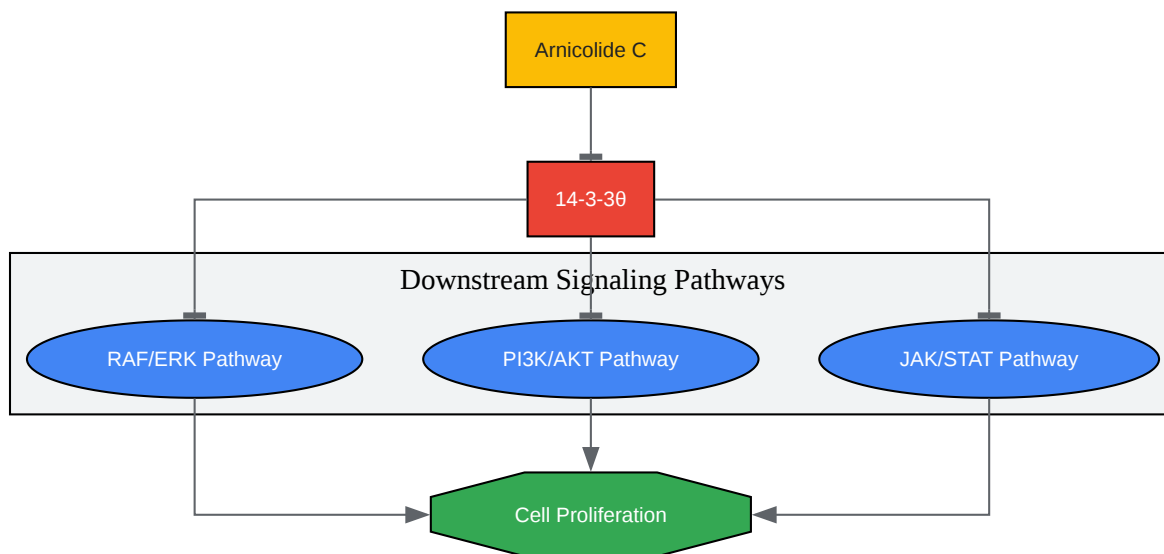 Arnicolide C
14-3-3θ
Downstream Signaling Pathways
RAF/ERK Pathway
PI3K/AKT Pathway
JAK/STAT Pathway
Cell Proliferation